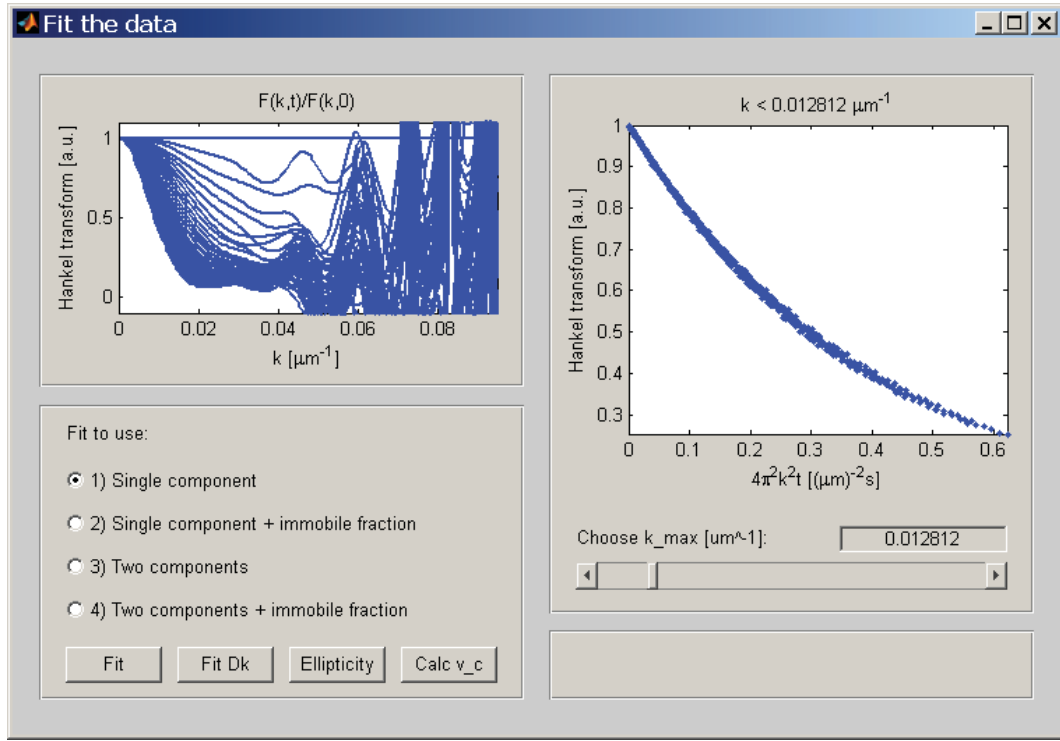 Fit the data
F(k,t)/F(k,0)
Hankel transform [a.u.]
1
0.5
0
0 0.02 0.04 0.06 0.08
k [μm⁻¹]
Fit to use:
1) Single component
2) Single component + immobile fraction
3) Two components
4) Two components + immobile fraction
Fit Fit Dk Ellipticity Calc v_c
k < 0.012812 μm⁻¹
Hankel transform [a.u.]
1
0.9
0.8
0.7
0.6
0.5
0.4
0.3
0 0.1 0.2 0.3 0.4 0.5 0.6
4π²k²t [(μm)⁻²s]
Choose k_max [um^-1]: 0.012812